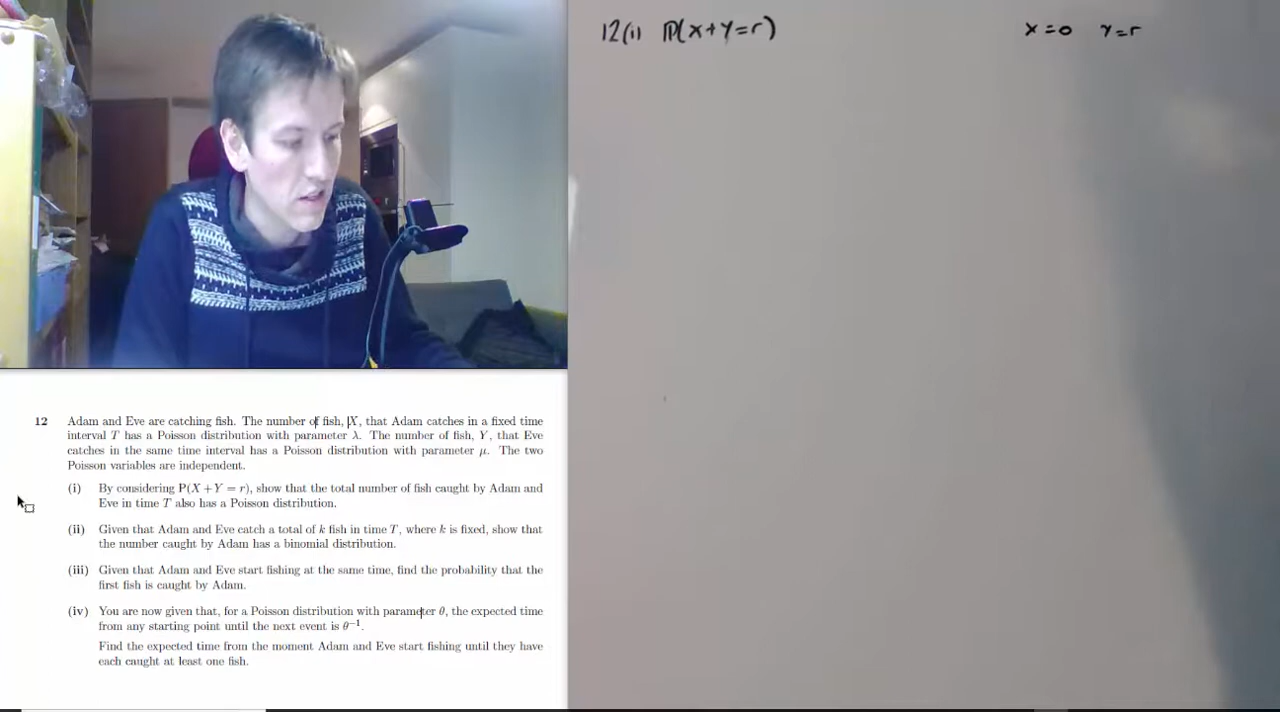 12(i) P(X+Y=r) X=0 Y=r
12 Adam and Eve are catching fish. The number of fish, X, that Adam catches in a fixed time
interval T has a Poisson distribution with parameter λ. The number of fish, Y, that Eve
catches in the same time interval has a Poisson distribution with parameter μ. The two
Poisson variables are independent.
(i) By considering P(X + Y = r), show that the total number of fish caught by Adam and
Eve in time T also has a Poisson distribution.
(ii) Given that Adam and Eve catch a total of k fish in time T, where k is fixed, show that
the number caught by Adam has a binomial distribution.
(iii) Given that Adam and Eve start fishing at the same time, find the probability that the
first fish is caught by Adam.
(iv) You are now given that, for a Poisson distribution with parameter θ, the expected time
from any starting point until the next event is θ⁻¹.
Find the expected time from the moment Adam and Eve start fishing until they have
each caught at least one fish.